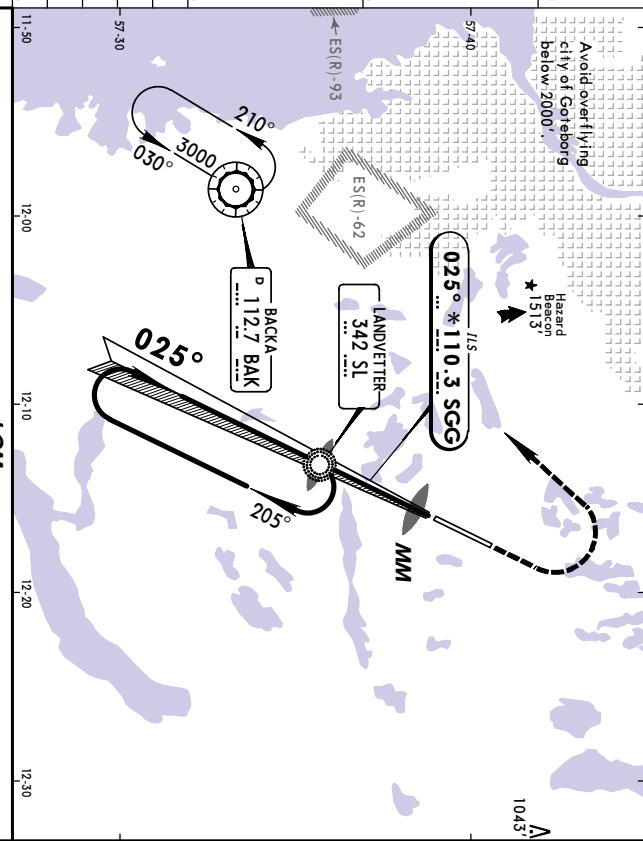 Avoid overflying
city of Goteborg
below 2000'.
57-40
57-30
11-50
12-00
12-10
12-20
12-30
ES(R)-93
ES(R)-62
210°
3000
030°
BACKA
D 112.7 BAK
LANDVETTER
342 SL
ILS
025° *110.3 SGG
Hazard
Beacon
1513'
025°
205°
MM
1043'